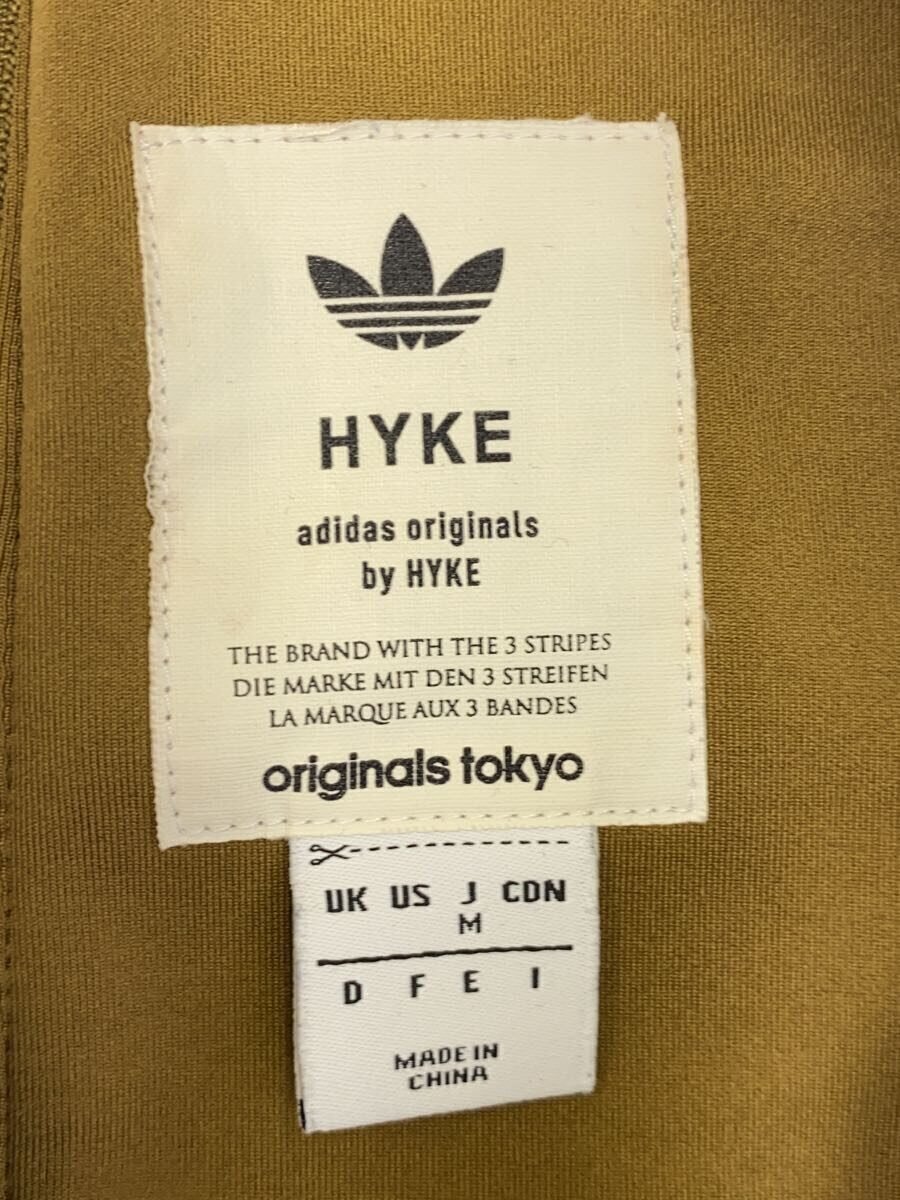 HYKE
adidas originals
by HYKE
THE BRAND WITH THE 3 STRIPES
DIE MARKE MIT DEN 3 STREIFEN
LA MARQUE AUX 3 BANDES
originals tokyo
UK US J CDN
M
D F E I
MADE IN
CHINA